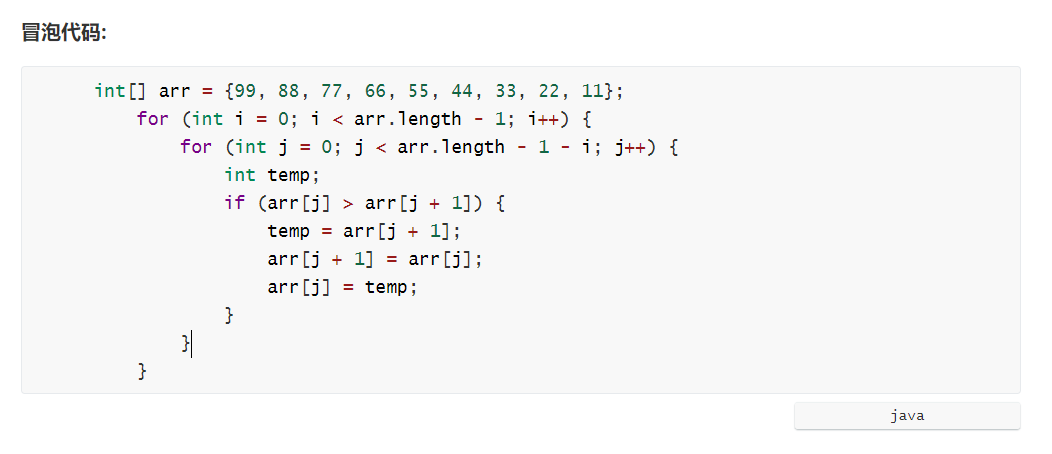 冒泡代码:
int[] arr = {99, 88, 77, 66, 55, 44, 33, 22, 11};
for (int i = 0; i < arr.length - 1; i++) {
for (int j = 0; j < arr.length - 1 - i; j++) {
int temp;
if (arr[j] > arr[j + 1]) {
temp = arr[j + 1];
arr[j + 1] = arr[j];
arr[j] = temp;
}
}
}
java